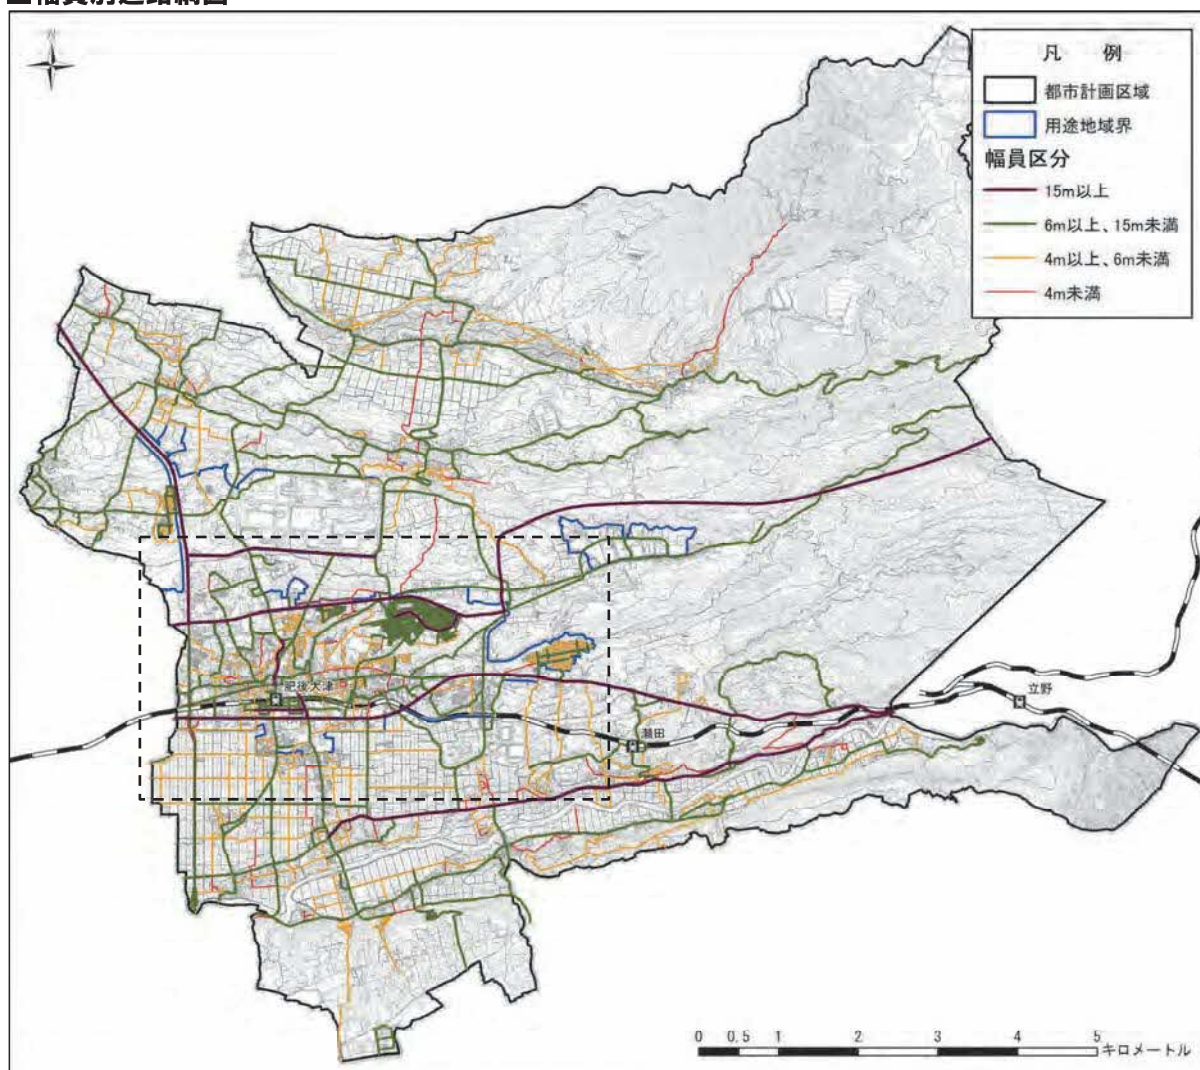 ■幅員別道路構図
N
凡 例
都市計画区域
用途地域界
幅員区分
15m以上
6m以上、15m未満
4m以上、6m未満
4m未満
肥後大津
瀬田
立野
0 0.5 1 2 3 4 5
キロメートル